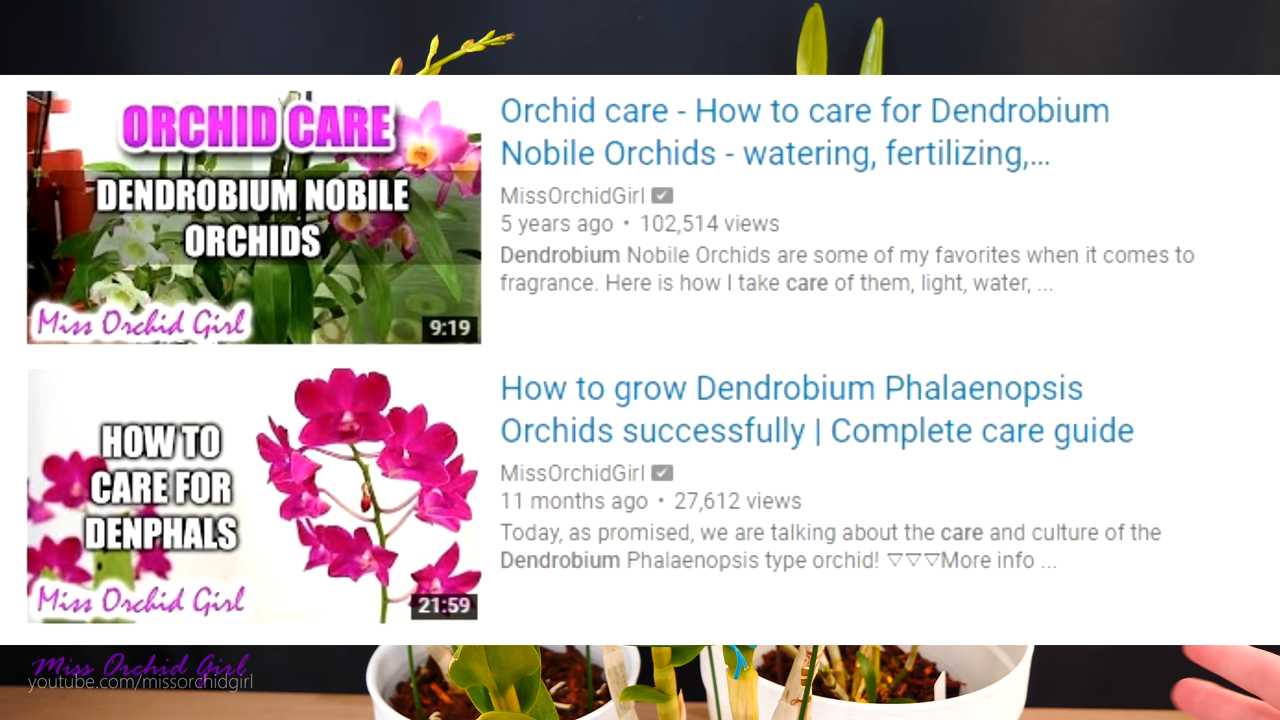 ORCHID CARE
DENDROBIUM NOBILE
ORCHIDS
Miss Orchid Girl
9:19
Orchid care - How to care for Dendrobium
Nobile Orchids - watering, fertilizing,...
MissOrchidGirl
5 years ago • 102,514 views
Dendrobium Nobile Orchids are some of my favorites when it comes to
fragrance. Here is how I take care of them, light, water, ...
HOW TO
CARE FOR
DENPHALS
Miss Orchid Girl
21:59
How to grow Dendrobium Phalaenopsis
Orchids successfully | Complete care guide
MissOrchidGirl
11 months ago • 27,612 views
Today, as promised, we are talking about the care and culture of the
Dendrobium Phalaenopsis type orchid! ▽▽▽More info ...
Miss Orchid Girl
youtube.com/missorchidgirl